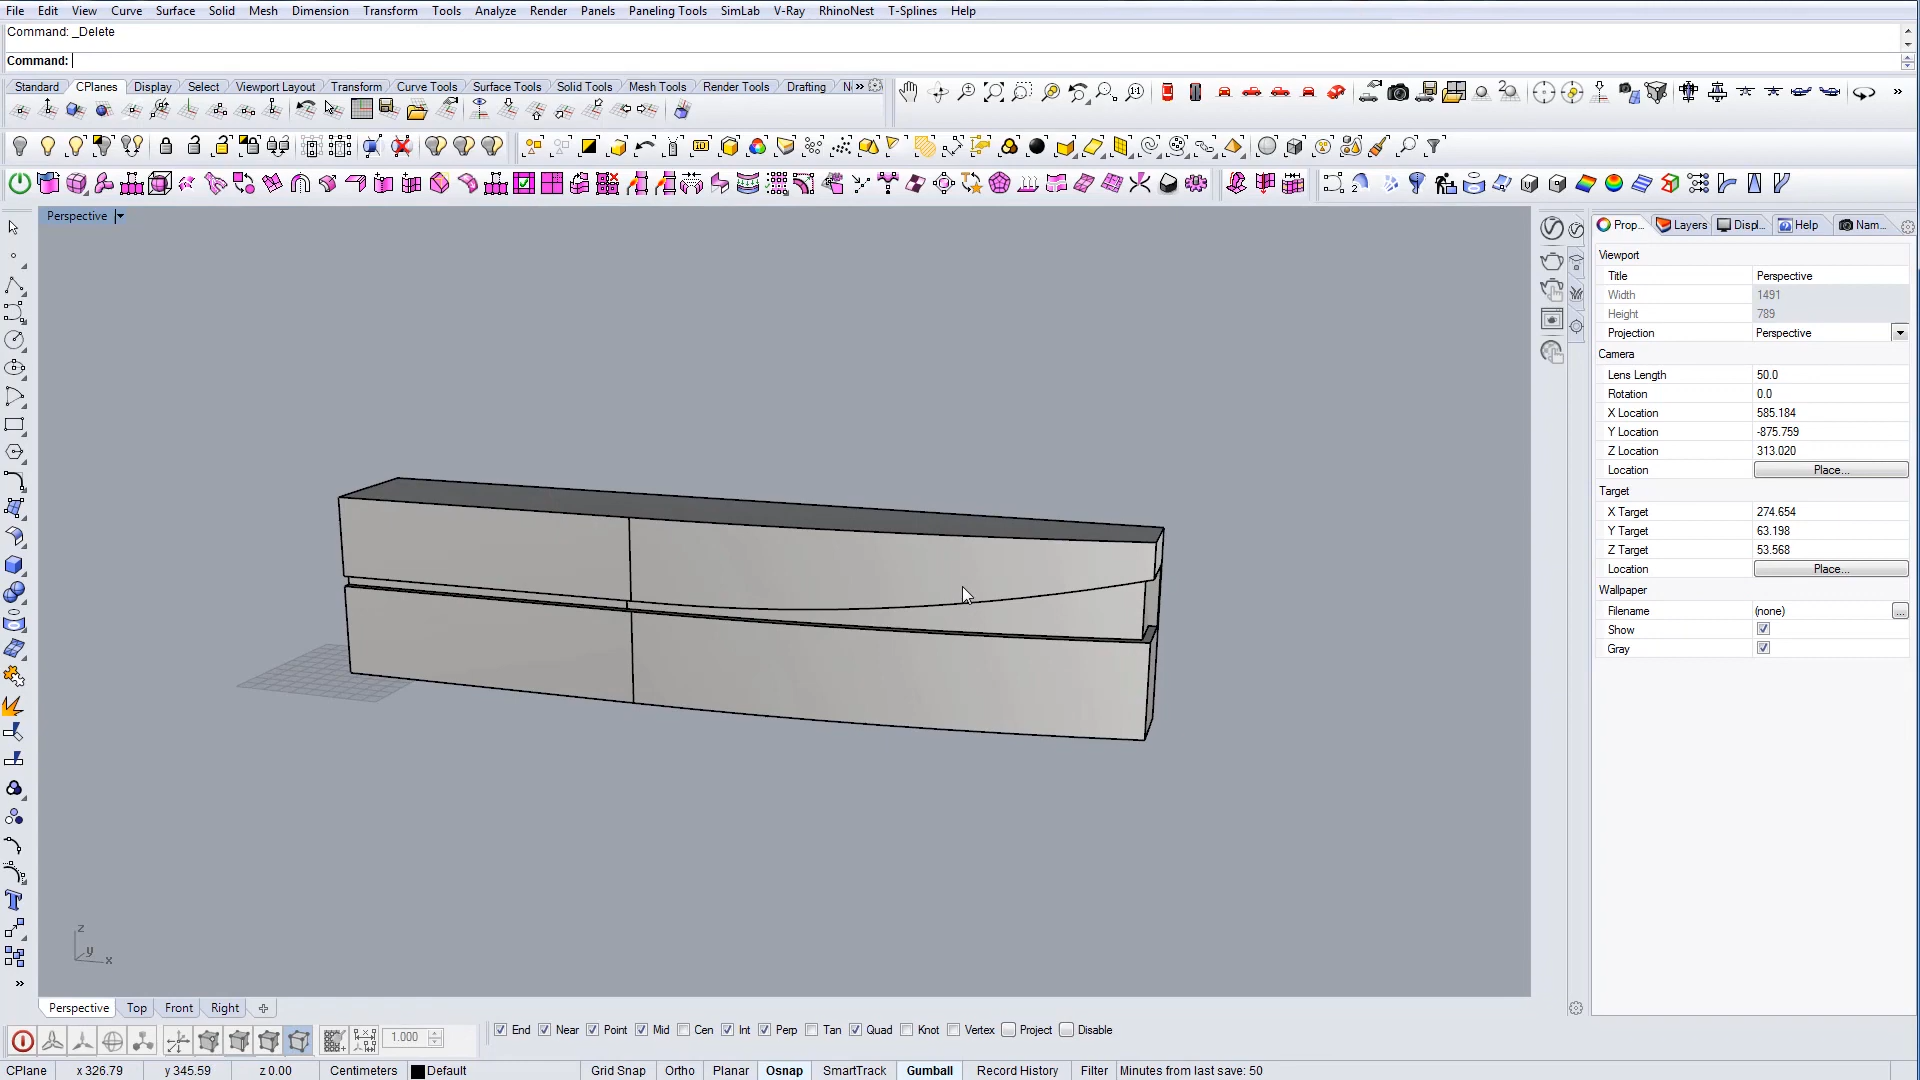 File Edit View Curve Surface Solid Mesh Dimension Transform Tools Analyze Render Panels Paneling Tools SimLab V-Ray RhinoNest T-Splines Help
Command: _Delete
Command:
Standard CPlanes Display Select Viewport Layout Transform Curve Tools Surface Tools Solid Tools Mesh Tools Render Tools Drafting N »
Perspective
Prop... Layers Displ... Help Nam...
Viewport
Title Perspective
Width 1491
Height 789
Projection Perspective
Camera
Lens Length 50.0
Rotation 0.0
X Location 585.184
Y Location -875.759
Z Location 313.020
Location Place...
Target
X Target 274.654
Y Target 63.198
Z Target 53.568
Location Place...
Wallpaper
Filename (none) ...
Show
Gray
z
y
x
Perspective Top Front Right
1.000
End Near Point Mid Cen Int Perp Tan Quad Knot Vertex Project Disable
CPlane x 326.79 y 345.59 z 0.00 Centimeters Default Grid Snap Ortho Planar Osnap SmartTrack Gumball Record History Filter Minutes from last save: 50